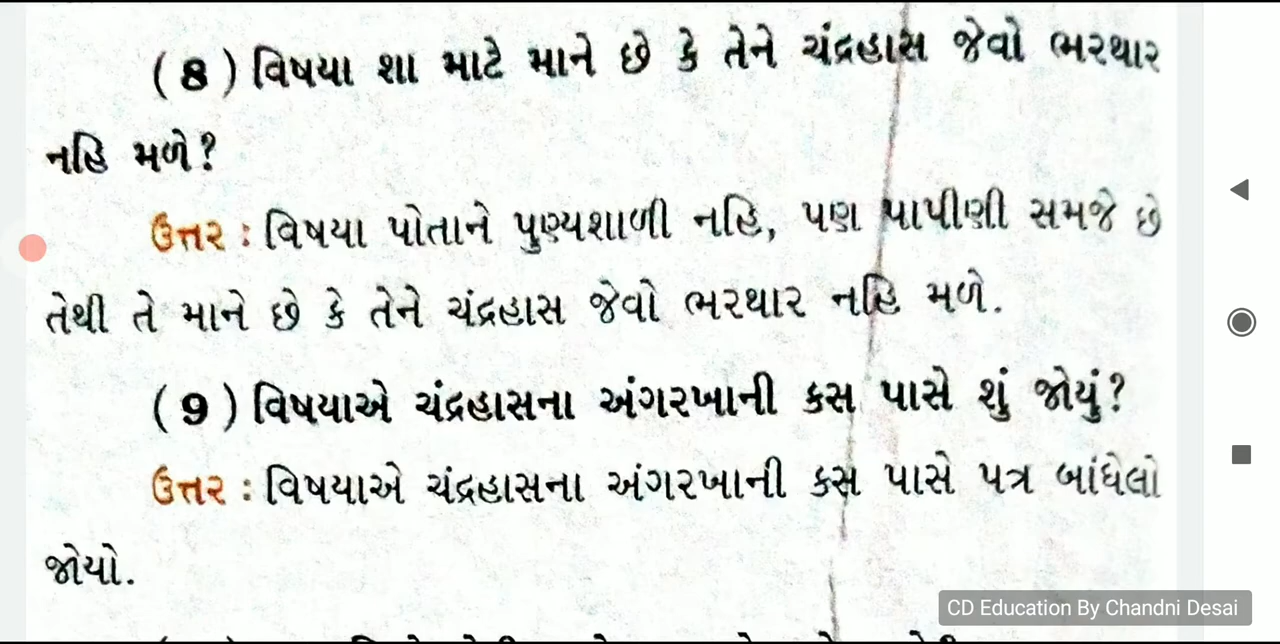 (8) વિષયા શા માટે માને છે કે તેને ચંદ્રહાસ જેવો ભરથાર
નહિ મળે?
ઉત્તર : વિષયા પોતાને પુણ્યશાળી નહિ, પણ પાપીણી સમજે છે
તેથી તે માને છે કે તેને ચંદ્રહાસ જેવો ભરથાર નહિ મળે.
(9) વિષયાએ ચંદ્રહાસના અંગરખાની કસ પાસે શું જોયું?
ઉત્તર : વિષયાએ ચંદ્રહાસના અંગરખાની કસ પાસે પત્ર બાંધેલો
જોયો.
CD Education By Chandni Desai